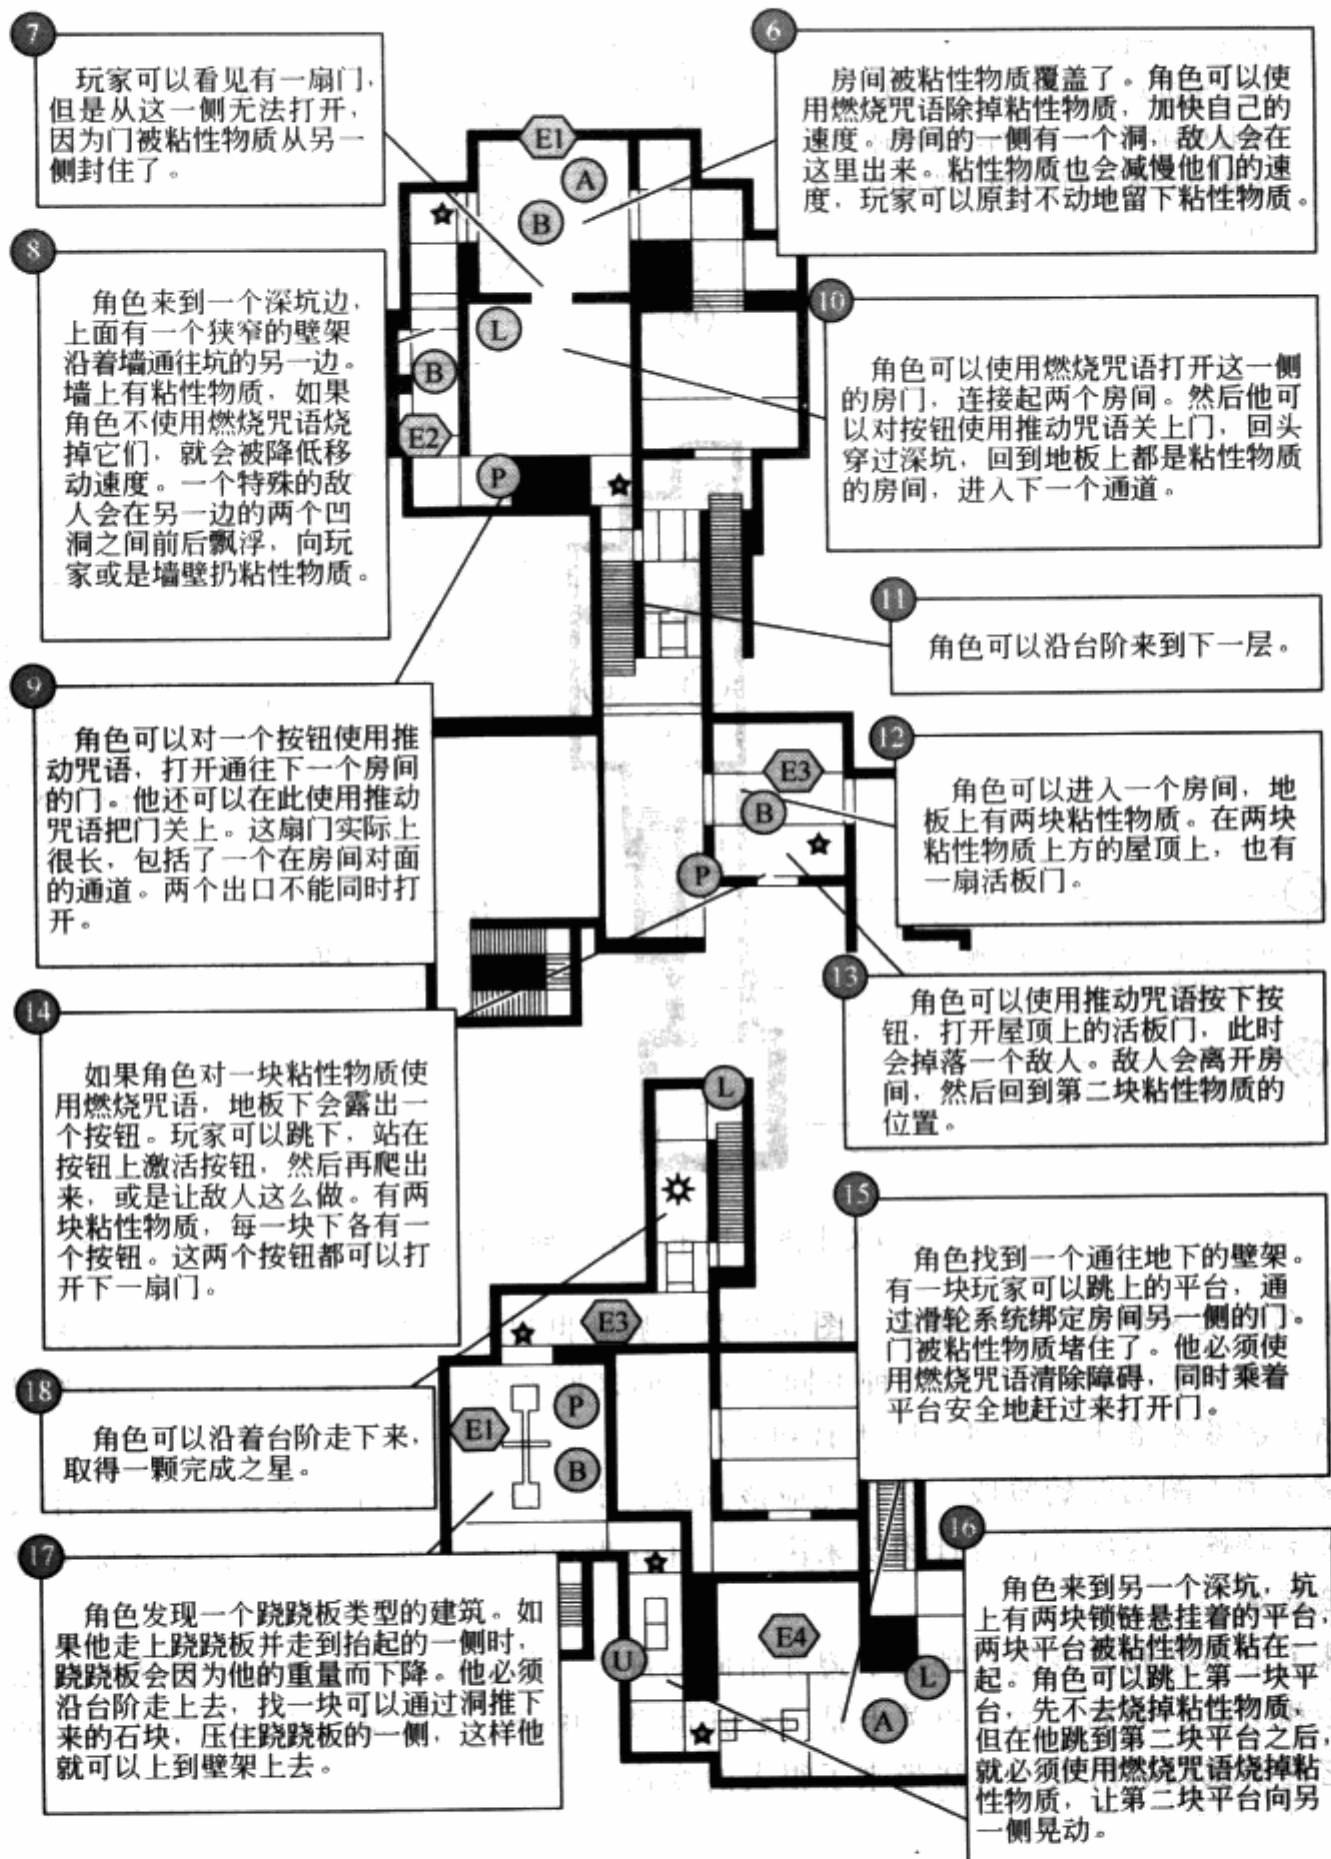 7
玩家可以看见有一扇门，
但是从这一侧无法打开，
因为门被粘性物质从另一
侧封住了。
6
房间被粘性物质覆盖了。角色可以使
用燃烧咒语除掉粘性物质，加快自己的
速度。房间的一侧有一个洞，敌人会在
这里出来。粘性物质也会减慢他们的速
度，玩家可以原封不动地留下粘性物质。
8
角色来到一个深坑边，
上面有一个狭窄的壁架
沿着墙通往坑的另一边。
墙上有粘性物质，如果
角色不使用燃烧咒语烧
掉它们，就会被降低移
动速度。一个特殊的敌
人会在另一边的两个凹
洞之间前后飘浮，向玩
家或是墙壁扔粘性物质。
10
角色可以使用燃烧咒语打开这一侧
的房门，连接起两个房间。然后他可
以对按钮使用推动咒语关上门，回头
穿过深坑，回到地板上都是粘性物质
的房间，进入下一个通道。
11
角色可以沿台阶来到下一层。
9
角色可以对一个按钮使用推
动咒语，打开通往下一个房间
的门。他还可以在此使用推动
咒语把门关上。这扇门实际上
很长，包括了一个在房间对面
的通道。两个出口不能同时打
开。
12
角色可以进入一个房间，地
板上有两块粘性物质。在两块
粘性物质上方的屋顶上，也有
一扇活板门。
13
角色可以使用推动咒语按下按
钮，打开屋顶上的活板门，此时
会掉落一个敌人。敌人会离开房
间，然后回到第二块粘性物质的
位置。
14
如果角色对一块粘性物质使
用燃烧咒语，地板下会露出一
个按钮。玩家可以跳下，站在
按钮上激活按钮，然后再爬出
来，或是让敌人这么做。有两
块粘性物质，每一块下各有一
个按钮。这两个按钮都可以打
开下一扇门。
15
角色找到一个通往地下的壁架。
有一块玩家可以跳上的平台，通
过滑轮系统绑定房间另一侧的门。
门被粘性物质堵住了。他必须使
用燃烧咒语清除障碍，同时乘着
平台安全地赶过来打开门。
18
角色可以沿着台阶走下来，
取得一颗完成之星。
17
角色发现一个跷跷板类型的建筑。如
果他走上跷跷板并走到抬起的一侧时，
跷跷板会因为他的重量而下降。他必须
沿台阶走上去，找一块可以通过洞推下
来的石块，压住跷跷板的一侧，这样他
就可以上到壁架上去。
16
角色来到另一个深坑，坑
上有两块锁链悬挂着的平台，
两块平台被粘性物质粘在一
起。角色可以跳上第一块平
台，先不去烧掉粘性物质，
但在他跳到第二块平台之后，
就必须使用燃烧咒语烧掉粘
性物质，让第二块平台向另
一侧晃动。
E1
A
B
L
B
E2
P
E3
B
P
L
E3
P
E1
B
E4
U
L
A